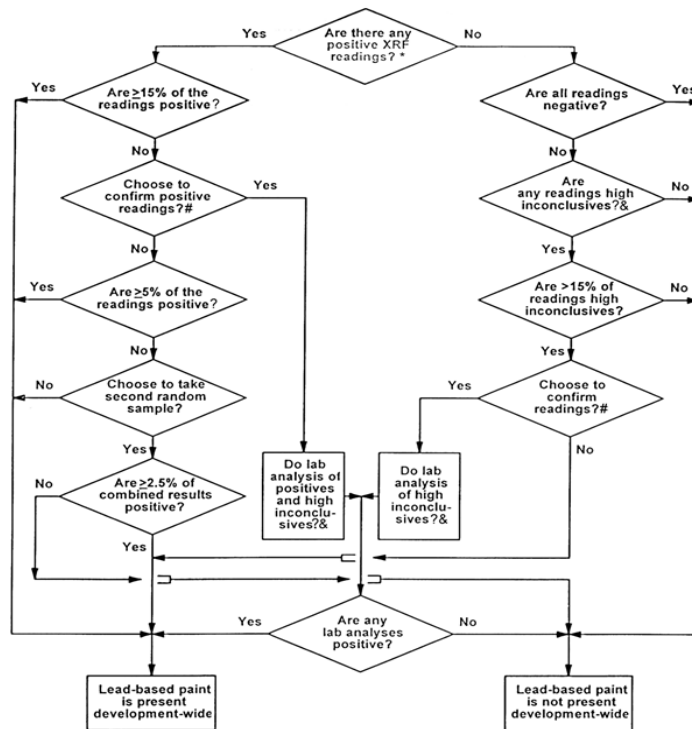 Are there any
positive XRF
readings? *
Yes
No
Are ≥15% of the
readings positive?
Yes
No
Are all readings
negative?
Yes
No
Choose to
confirm positive
readings?#
Yes
No
Are
any readings high
inconclusives?&
No
Yes
Are ≥5% of the
readings positive?
Yes
No
Are >15% of
readings high
inconclusives?
No
Yes
Choose to take
second random
sample?
No
Yes
Choose to
confirm
readings?#
Yes
No
Are ≥2.5% of
combined results
positive?
No
Yes
Do lab
analysis of
positives
and high
inconclu-
sives?&
Do lab
analysis
of high
inconclu-
sives?&
Are any
lab analyses
positive?
Yes
No
Lead-based paint
is present
development-wide
Lead-based paint
is not present
development-wide